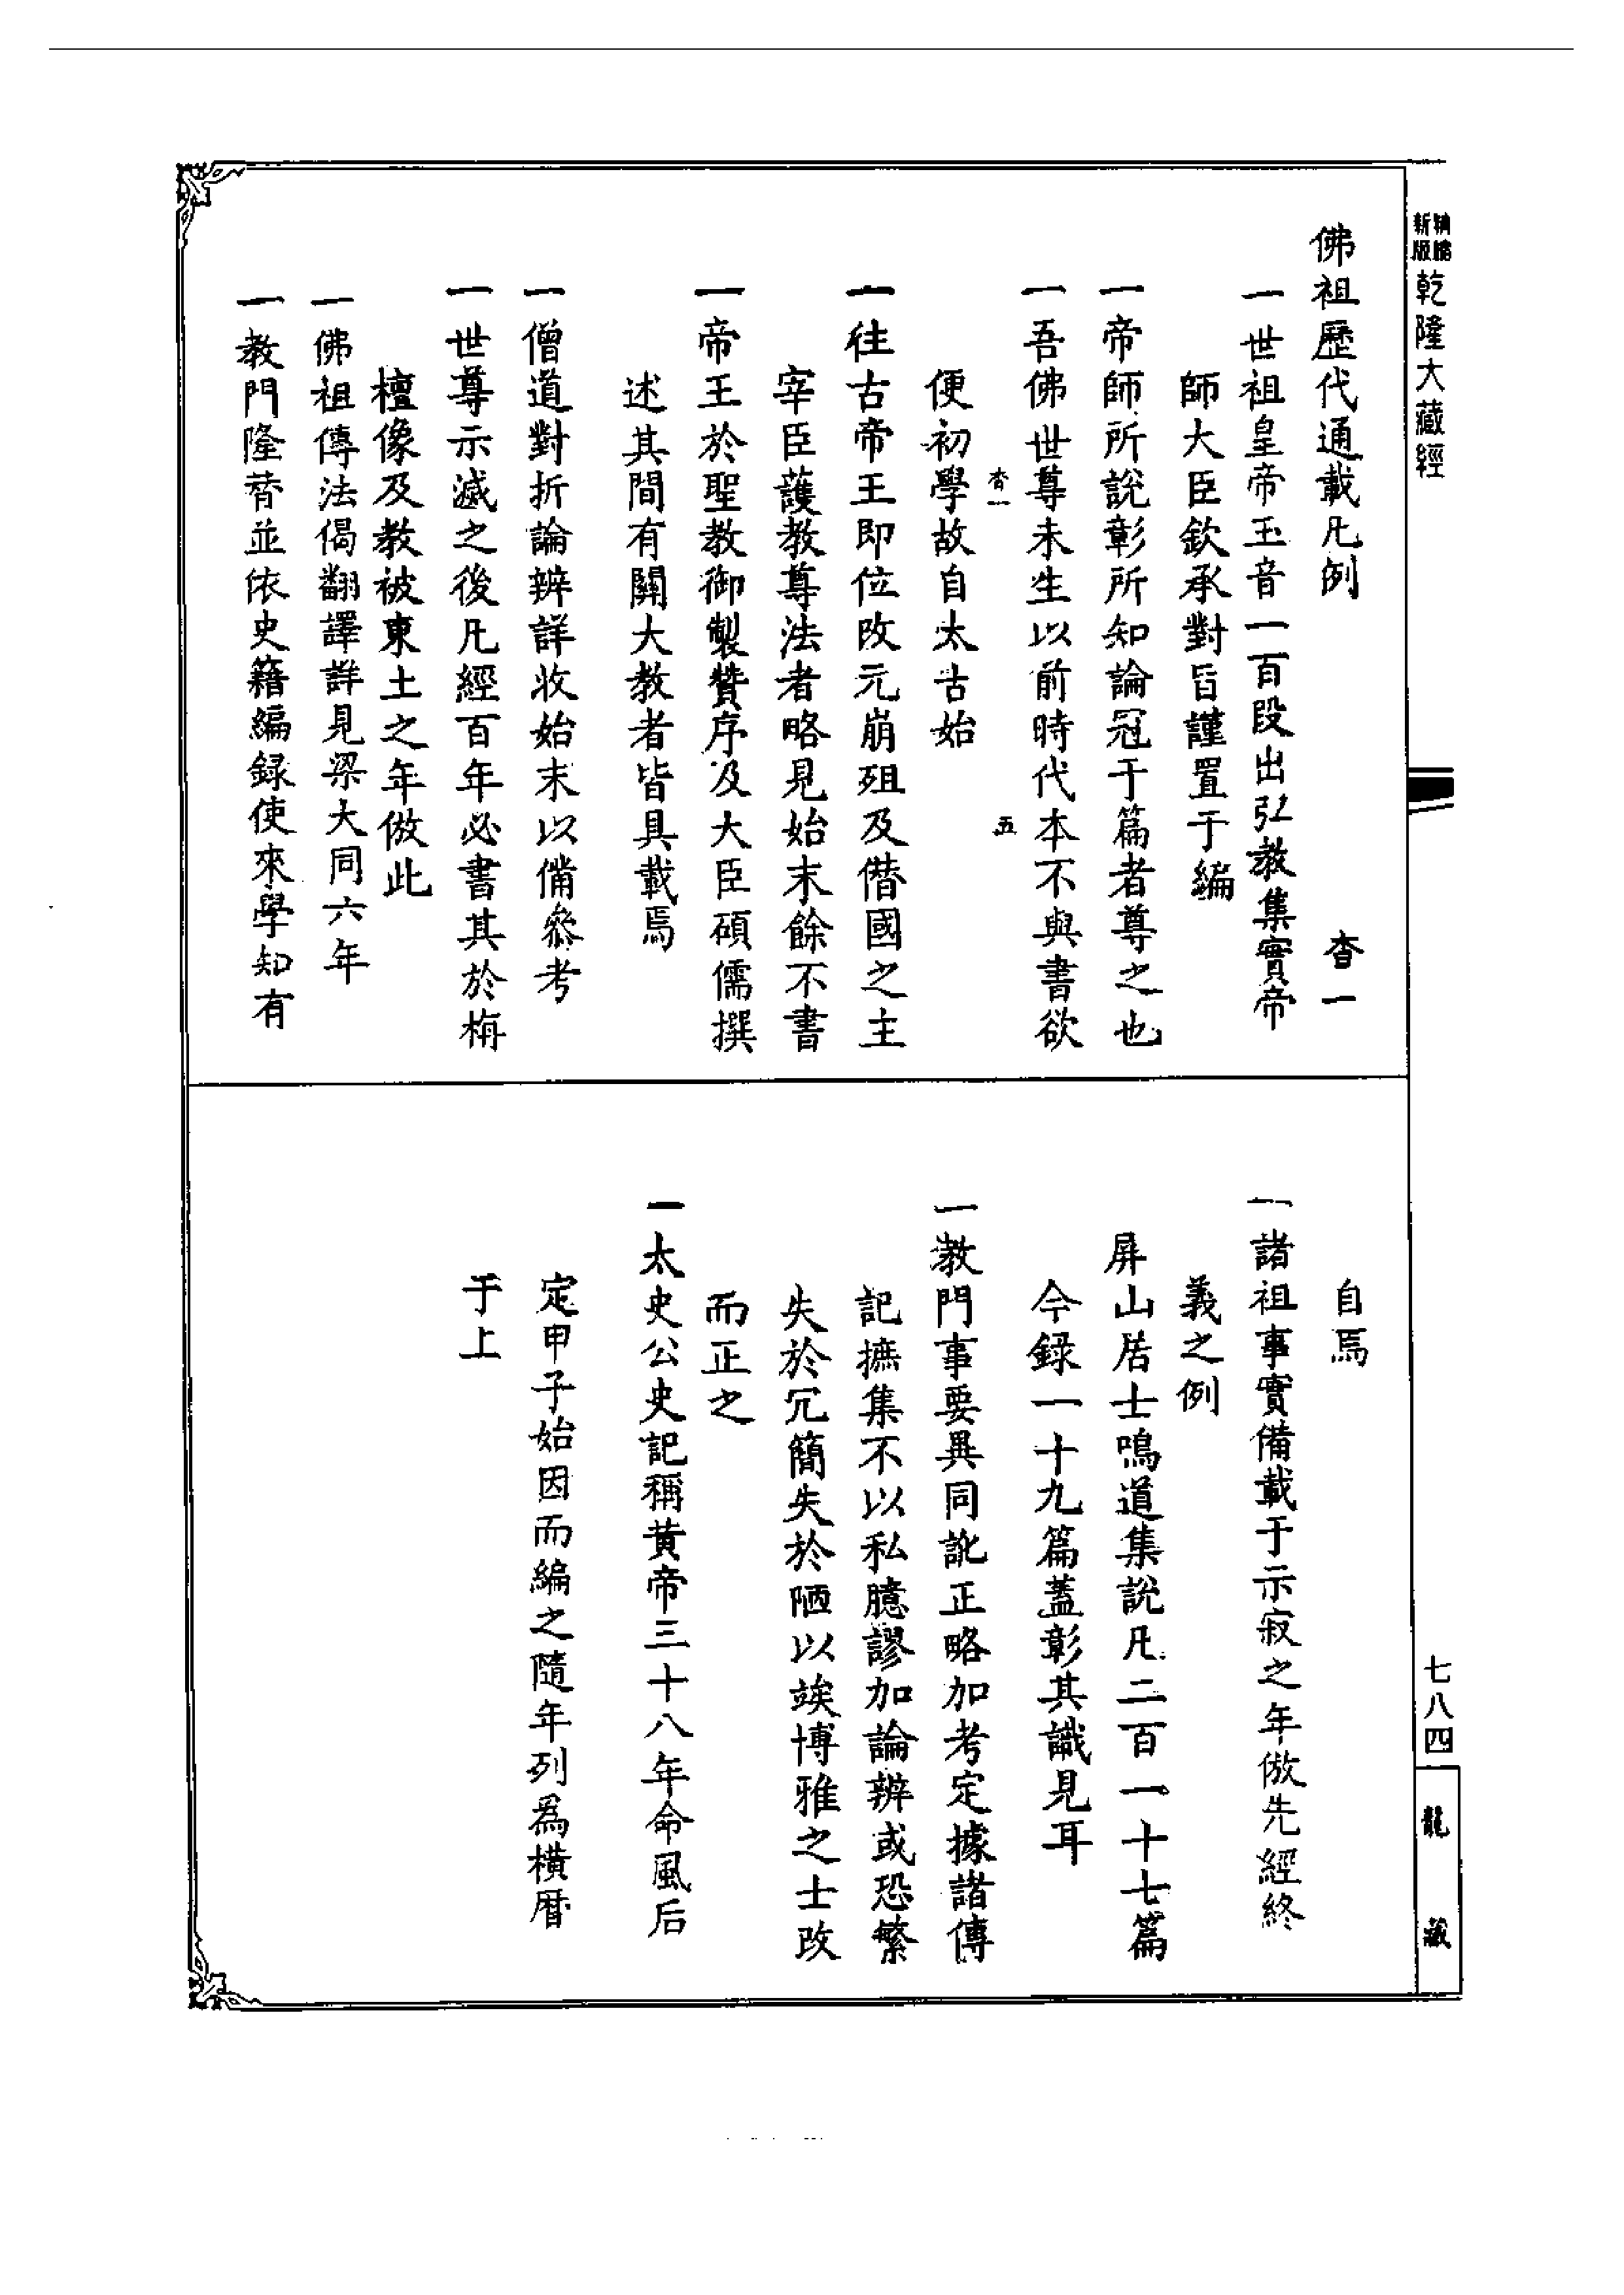 新編
縮版
乾隆大藏經
佛祖歷代通載凡例
杳一
一世祖皇帝玉音一百段出弘教集實帝
師大臣欽承對旨謹置于編
一帝師所說彰所知論冠于篇者尊之也
一吾佛世尊未生以前時代本不與書欲
杳一
五
便初學故自太古始
一往古帝王即位改元崩殂及僭國之主
宰臣護教尊法者略見始末餘不書
一帝王於聖教御製贊序及大臣碩儒撰
述其間有關大教者皆具載焉
一僧道對折論辨詳收始末以備叅考
一世尊示滅之後凡經百年必書其於栴
檀像及教被東土之年倣此
一佛祖傳法偈翻譯詳見梁大同六年
一教門隆替並依史籍編録使來學知有
自焉
一諸祖事實備載于示寂之年倣先經終
義之例
屏山居士鳴道集說凡二百一十七篇
今録一十九篇蓋彰其識見耳
一教門事要異同訛正略加考定據諸傳
記摭集不以私臆謬加論辨或恐繁
失於冗簡失於陋以竢博雅之士改
而正之
一太史公史記稱黃帝三十八年命風后
定甲子始因而編之隨年列爲橫曆
于上
七八四
龍藏